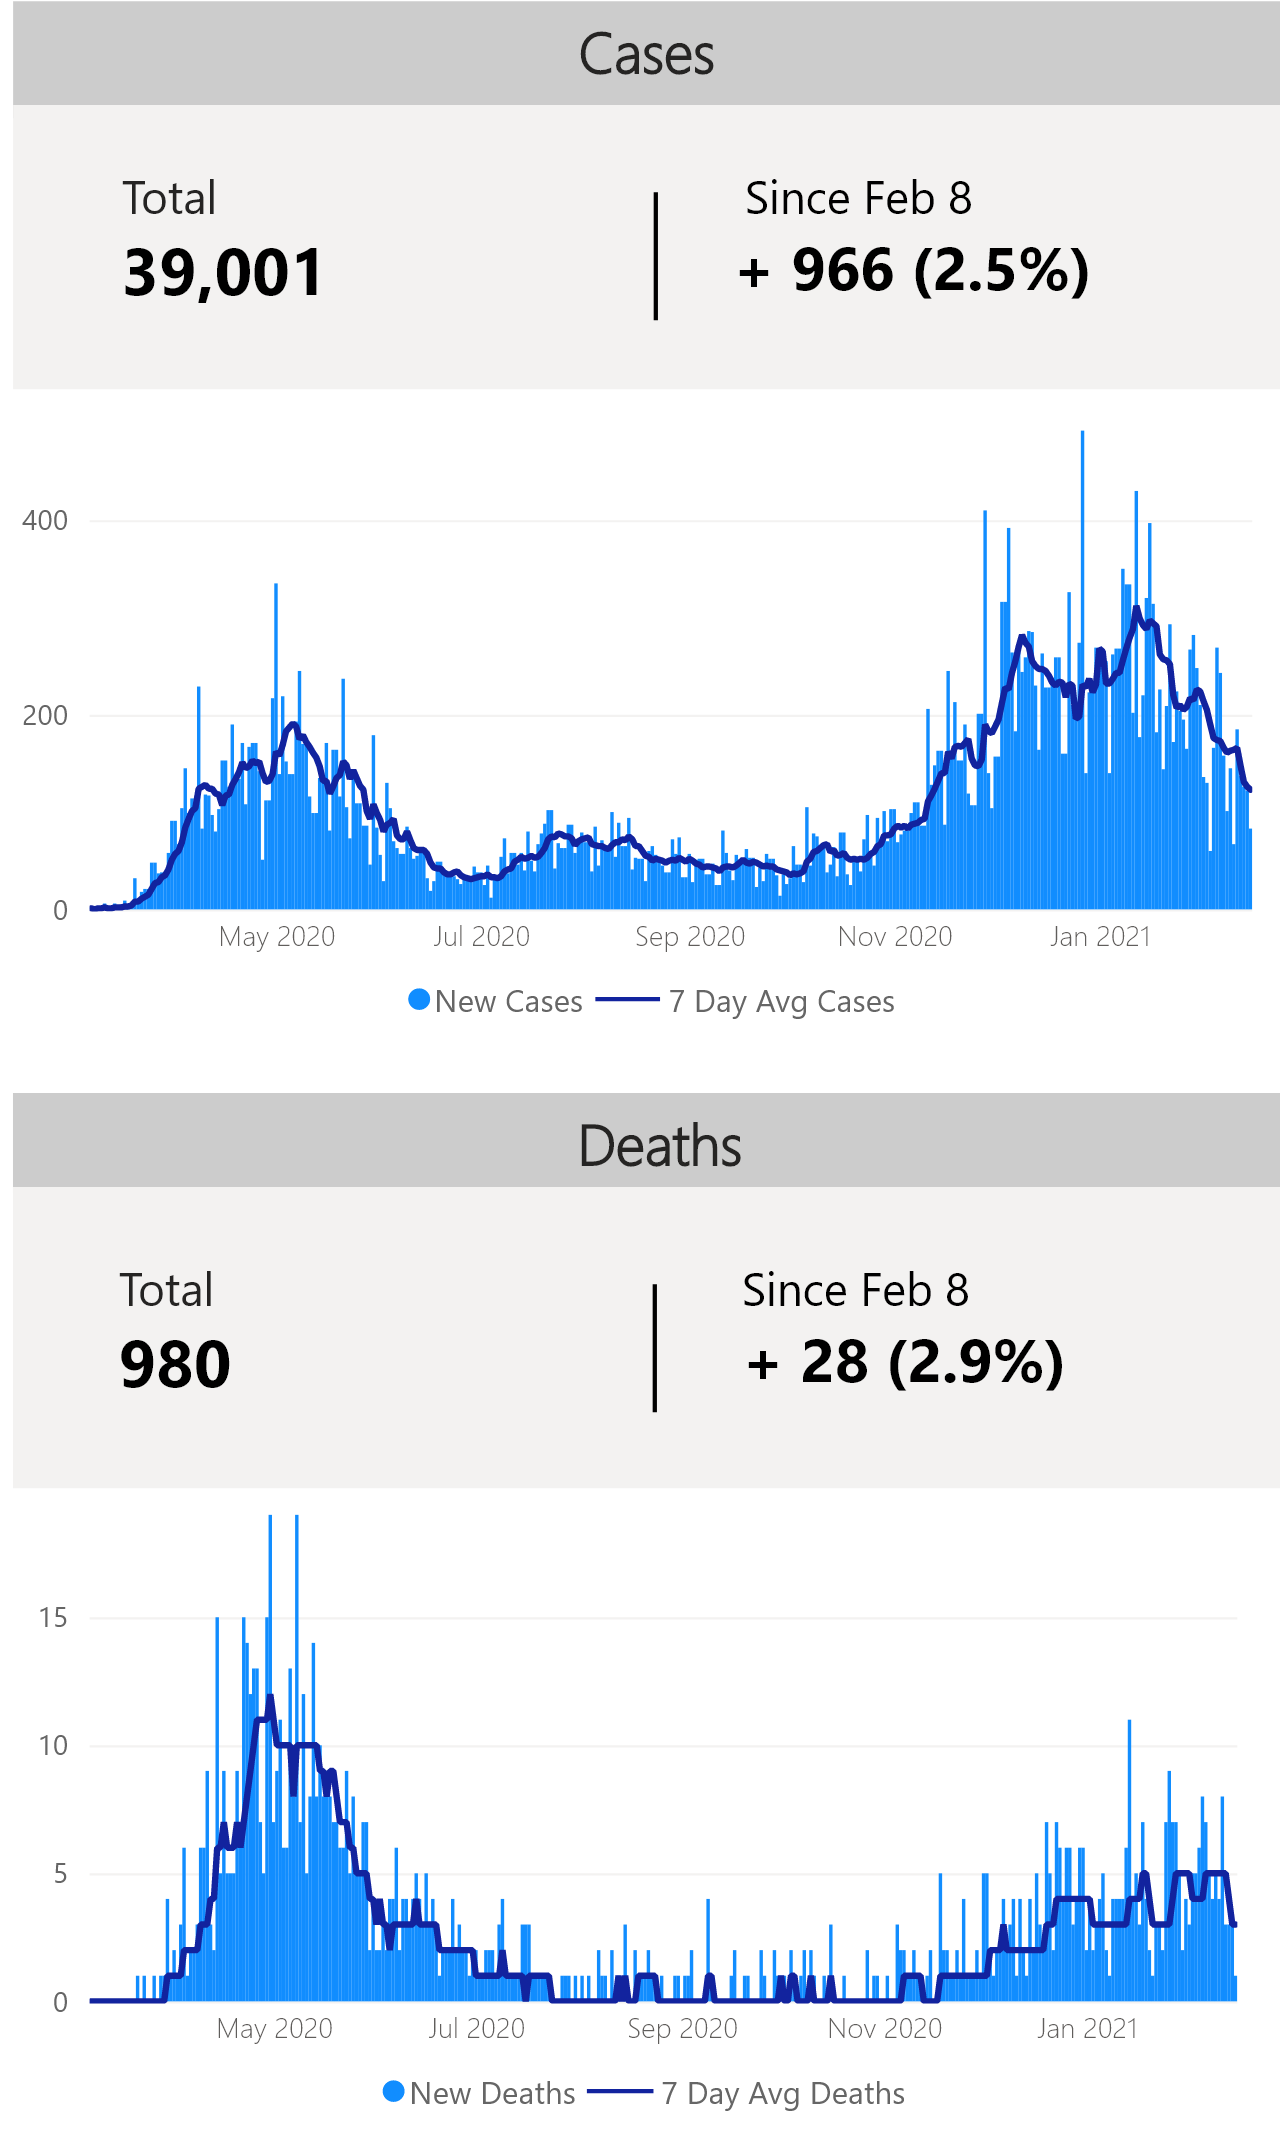 Cases
Total
Since Feb 8
39,001
+ 966 (2.5%)
400
200
0
May 2020
Jul 2020
Sep 2020
Nov 2020
Jan 2021
New Cases
7 Day Avg Cases
Deaths
Total
Since Feb 8
980
+ 28 (2.9%)
15
10
5
0
May 2020
Jul 2020
Sep 2020
Nov 2020
Jan 2021
New Deaths
7 Day Avg Deaths